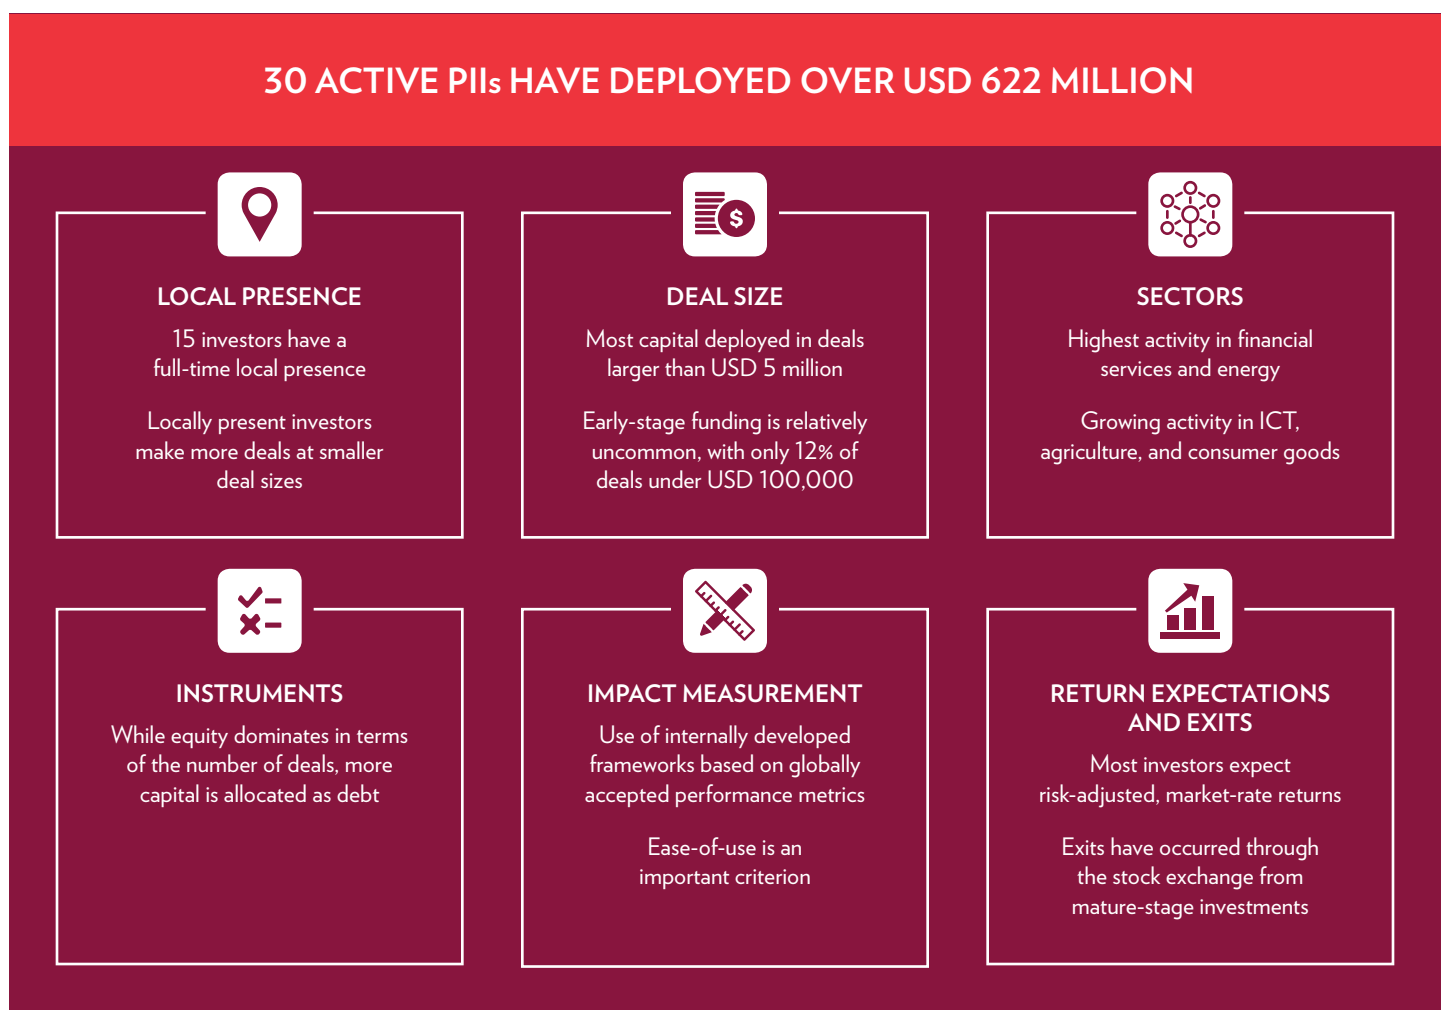 30 ACTIVE PIIs HAVE DEPLOYED OVER USD 622 MILLION
LOCAL PRESENCE
15 investors have a
full-time local presence
Locally present investors
make more deals at smaller
deal sizes
$
DEAL SIZE
Most capital deployed in deals
larger than USD 5 million
Early-stage funding is relatively
uncommon, with only 12% of
deals under USD 100,000
SECTORS
Highest activity in financial
services and energy
Growing activity in ICT,
agriculture, and consumer goods
INSTRUMENTS
While equity dominates in terms
of the number of deals, more
capital is allocated as debt
IMPACT MEASUREMENT
Use of internally developed
frameworks based on globally
accepted performance metrics
Ease-of-use is an
important criterion
RETURN EXPECTATIONS
AND EXITS
Most investors expect
risk-adjusted, market-rate returns
Exits have occurred through
the stock exchange from
mature-stage investments